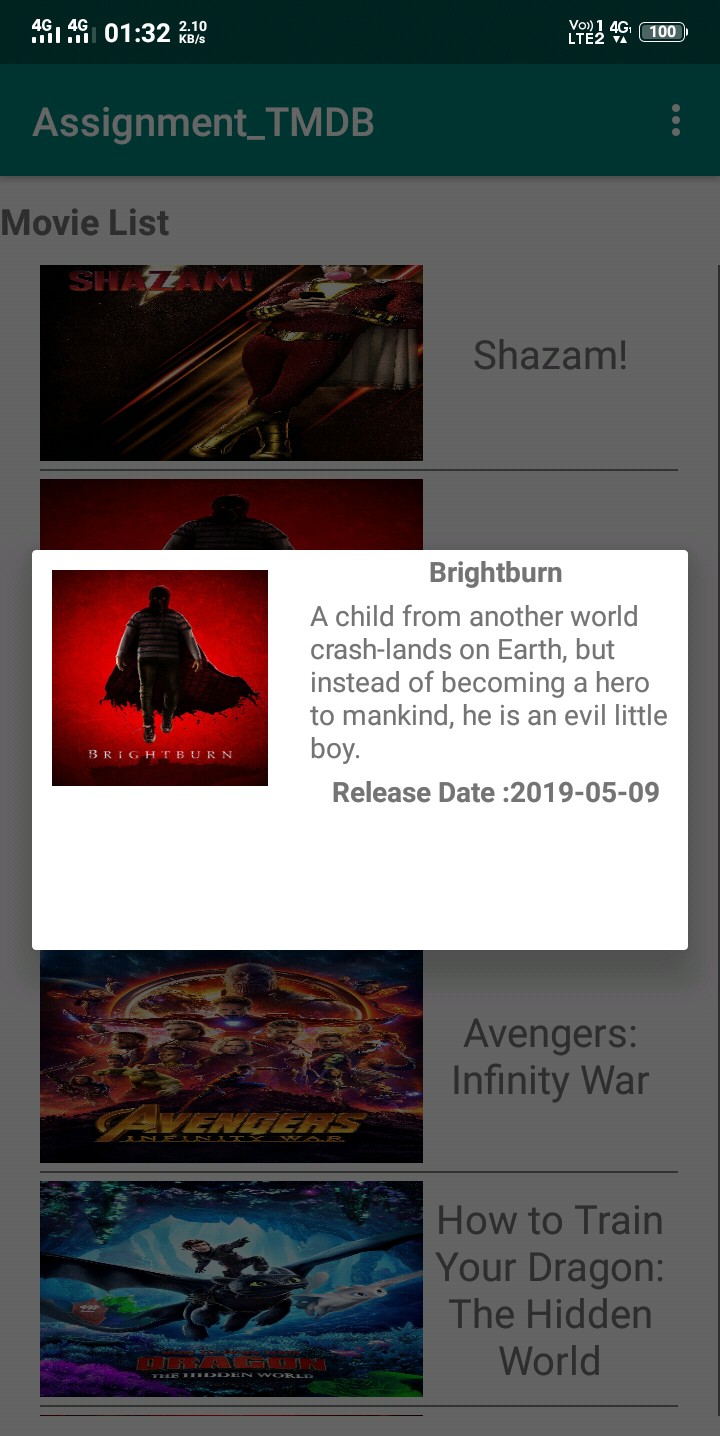 4G 4G 01:32 2.10
KB/s
Vo)) 1 4G
LTE2 100
Assignment_TMDB
Movie List
SHAZAM!
Shazam!
Brightburn
A child from another world
crash-lands on Earth, but
instead of becoming a hero
to mankind, he is an evil little
boy.
BRIGHTBURN
Release Date :2019-05-09
AVENGERS
INFINITY WAR
Avengers:
Infinity War
How to Train
Your Dragon:
The Hidden
World
DRAGON
THE HIDDEN WORLD